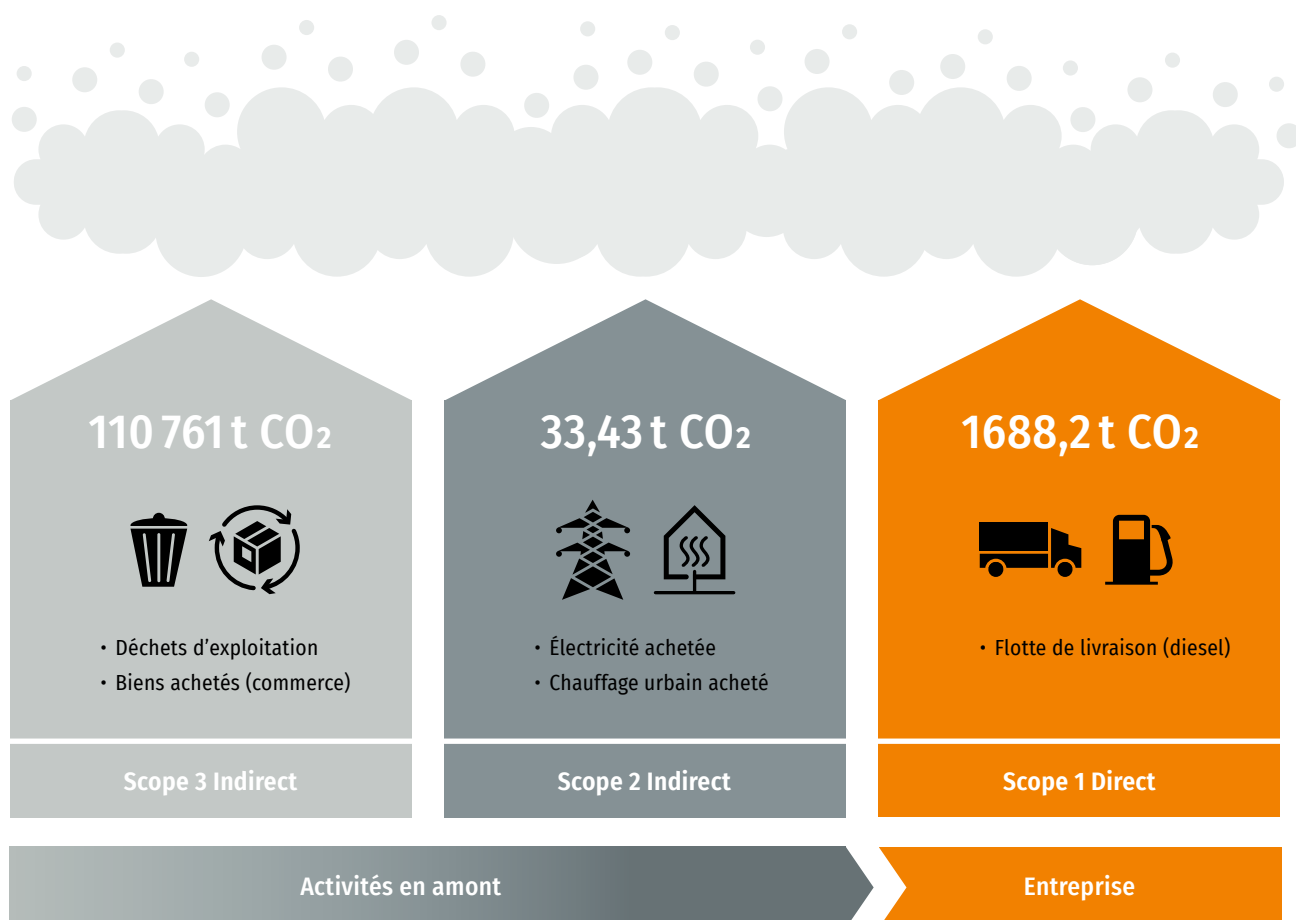 110 761 t CO₂
33,43 t CO₂
1688,2 t CO₂
• Déchets d’exploitation
• Biens achetés (commerce)
• Électricité achetée
• Chauffage urbain acheté
• Flotte de livraison (diesel)
Scope 3 Indirect
Scope 2 Indirect
Scope 1 Direct
Activités en amont
Entreprise